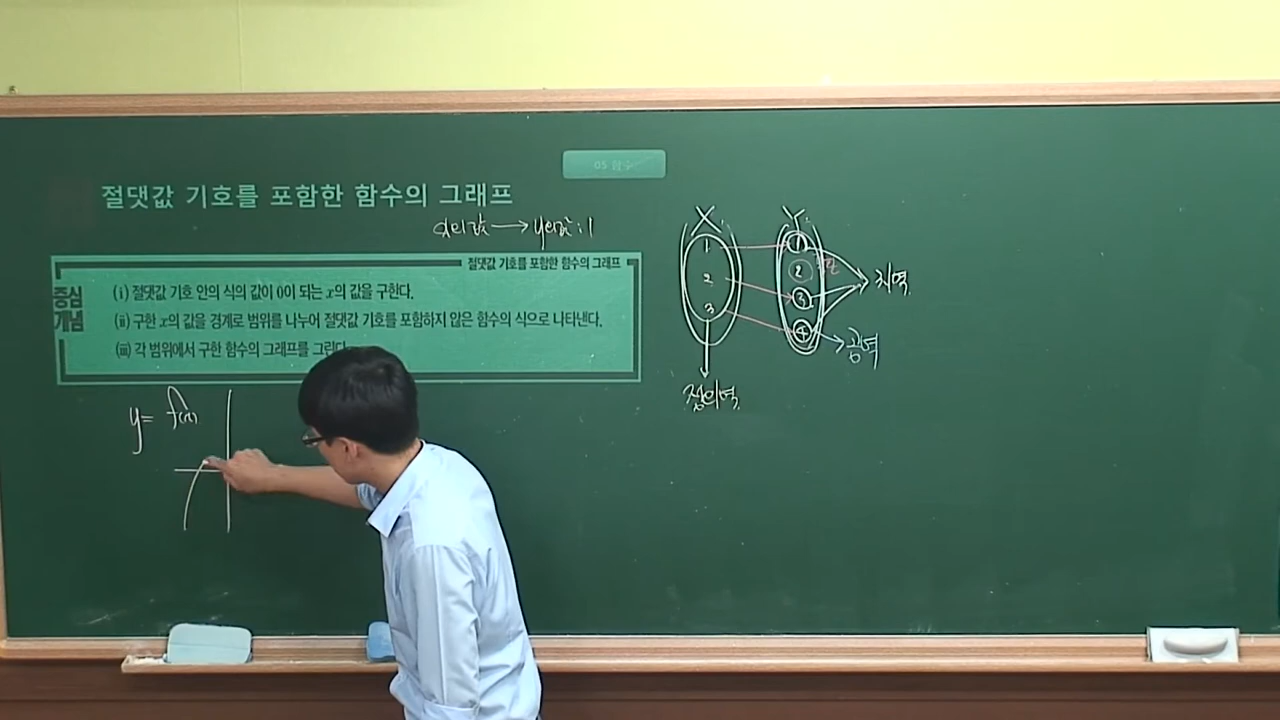 05 함수
절댓값 기호를 포함한 함수의 그래프
x의 값 → y의 값 : 1
절댓값 기호를 포함한 함수의 그래프
중심
개념
(ⅰ) 절댓값 기호 안의 식의 값이 0이 되는 x의 값을 구한다.
(ⅱ) 구한 x의 값을 경계로 범위를 나누어 절댓값 기호를 포함하지 않은 함수의 식으로 나타낸다.
(ⅲ) 각 범위에서 구한 함수의 그래프를 그린다.
y= f(x)
X Y
1 1
2 2
3 3
4
치역
공역
정의역